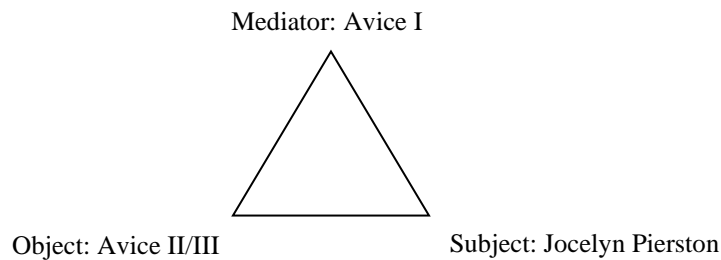 Mediator: Avice I
Object: Avice II/III
Subject: Jocelyn Pierston